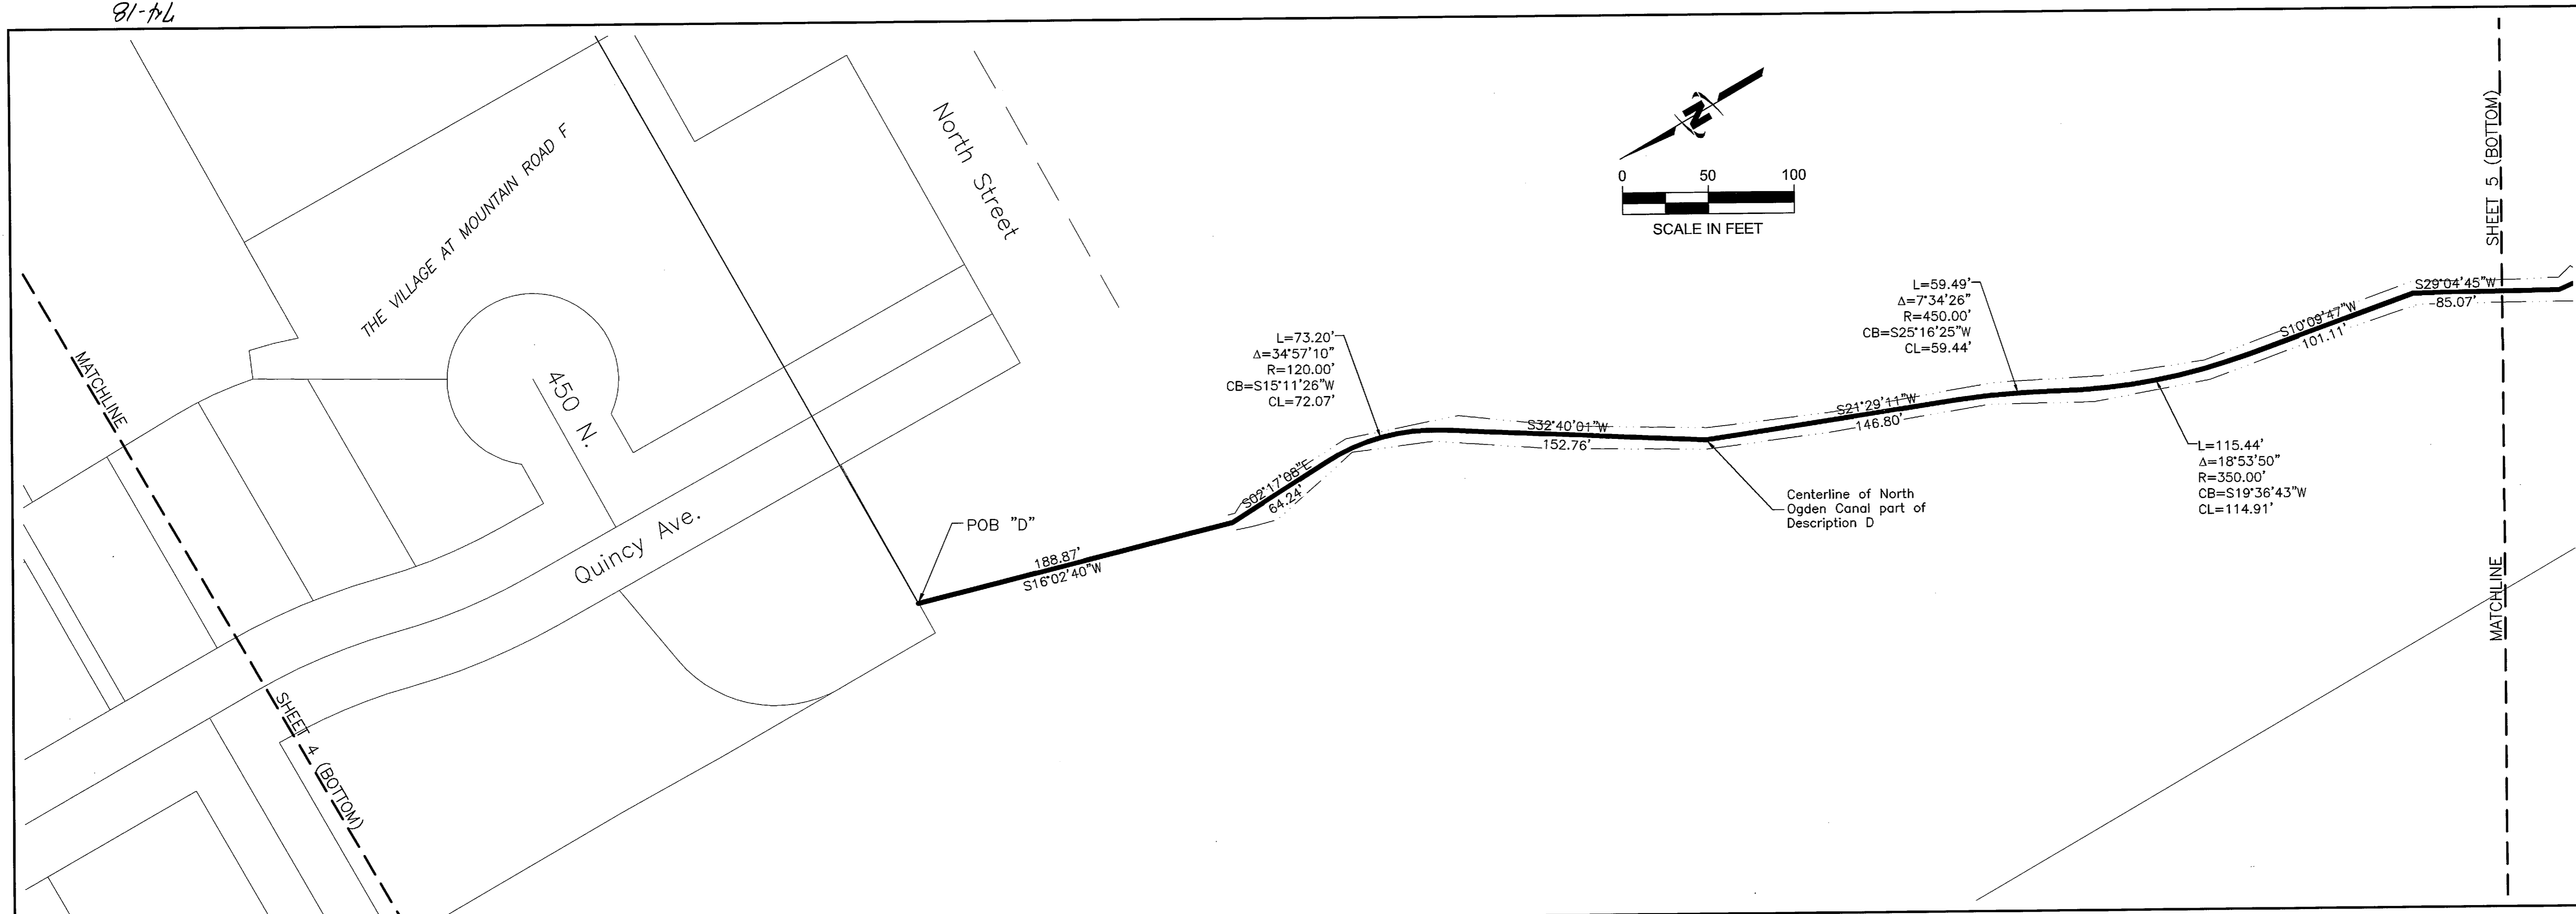 74-18
THE VILLAGE AT MOUNTAIN ROAD F
North Street
450 N.
Quincy Ave.
MATCHLINE
SHEET 4 (BOTTOM)
N
0 50 100
SCALE IN FEET
POB "D"
188.87'
S16°02'40"W
S02°17'08"E
64.24'
L=73.20'
Δ=34°57'10"
R=120.00'
CB=S15°11'26"W
CL=72.07'
S32°40'01"W
152.76'
Centerline of North
Ogden Canal part of
Description D
S21°29'11"W
146.80'
L=59.49'
Δ=7°34'26"
R=450.00'
CB=S25°16'25"W
CL=59.44'
L=115.44'
Δ=18°53'50"
R=350.00'
CB=S19°36'43"W
CL=114.91'
S10°09'47"W
101.11'
S29°04'45"W
85.07'
SHEET 5 (BOTTOM)
MATCHLINE